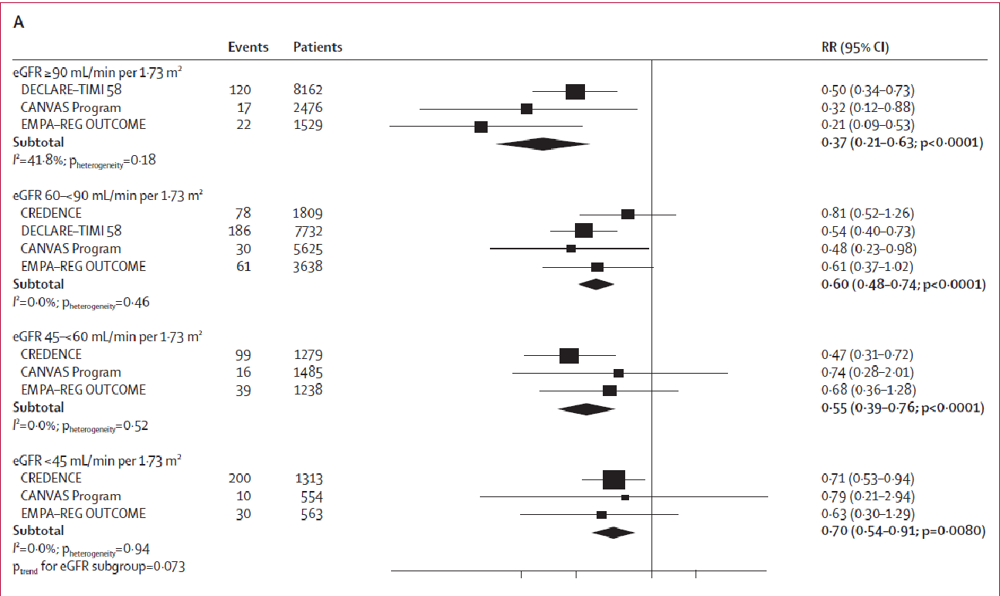 A
Events Patients RR (95% CI)
eGFR ≥90 mL/min per 1·73 m²
DECLARE–TIMI 58 120 8162 0·50 (0·34–0·73)
CANVAS Program 17 2476 0·32 (0·12–0·88)
EMPA–REG OUTCOME 22 1529 0·21 (0·09–0·53)
Subtotal 0·37 (0·21–0·63; p<0·0001)
I²=41·8%; pheterogeneity=0·18
eGFR 60–<90 mL/min per 1·73 m²
CREDENCE 78 1809 0·81 (0·52–1·26)
DECLARE–TIMI 58 186 7732 0·54 (0·40–0·73)
CANVAS Program 30 5625 0·48 (0·23–0·98)
EMPA–REG OUTCOME 61 3638 0·61 (0·37–1·02)
Subtotal 0·60 (0·48–0·74; p<0·0001)
I²=0·0%; pheterogeneity=0·46
eGFR 45–<60 mL/min per 1·73 m²
CREDENCE 99 1279 0·47 (0·31–0·72)
CANVAS Program 16 1485 0·74 (0·28–2·01)
EMPA–REG OUTCOME 39 1238 0·68 (0·36–1·28)
Subtotal 0·55 (0·39–0·76; p<0·0001)
I²=0·0%; pheterogeneity=0·52
eGFR <45 mL/min per 1·73 m²
CREDENCE 200 1313 0·71 (0·53–0·94)
CANVAS Program 10 554 0·79 (0·21–2·94)
EMPA–REG OUTCOME 30 563 0·63 (0·30–1·29)
Subtotal 0·70 (0·54–0·91; p=0·0080)
I²=0·0%; pheterogeneity=0·94
ptrend for eGFR subgroup=0·073